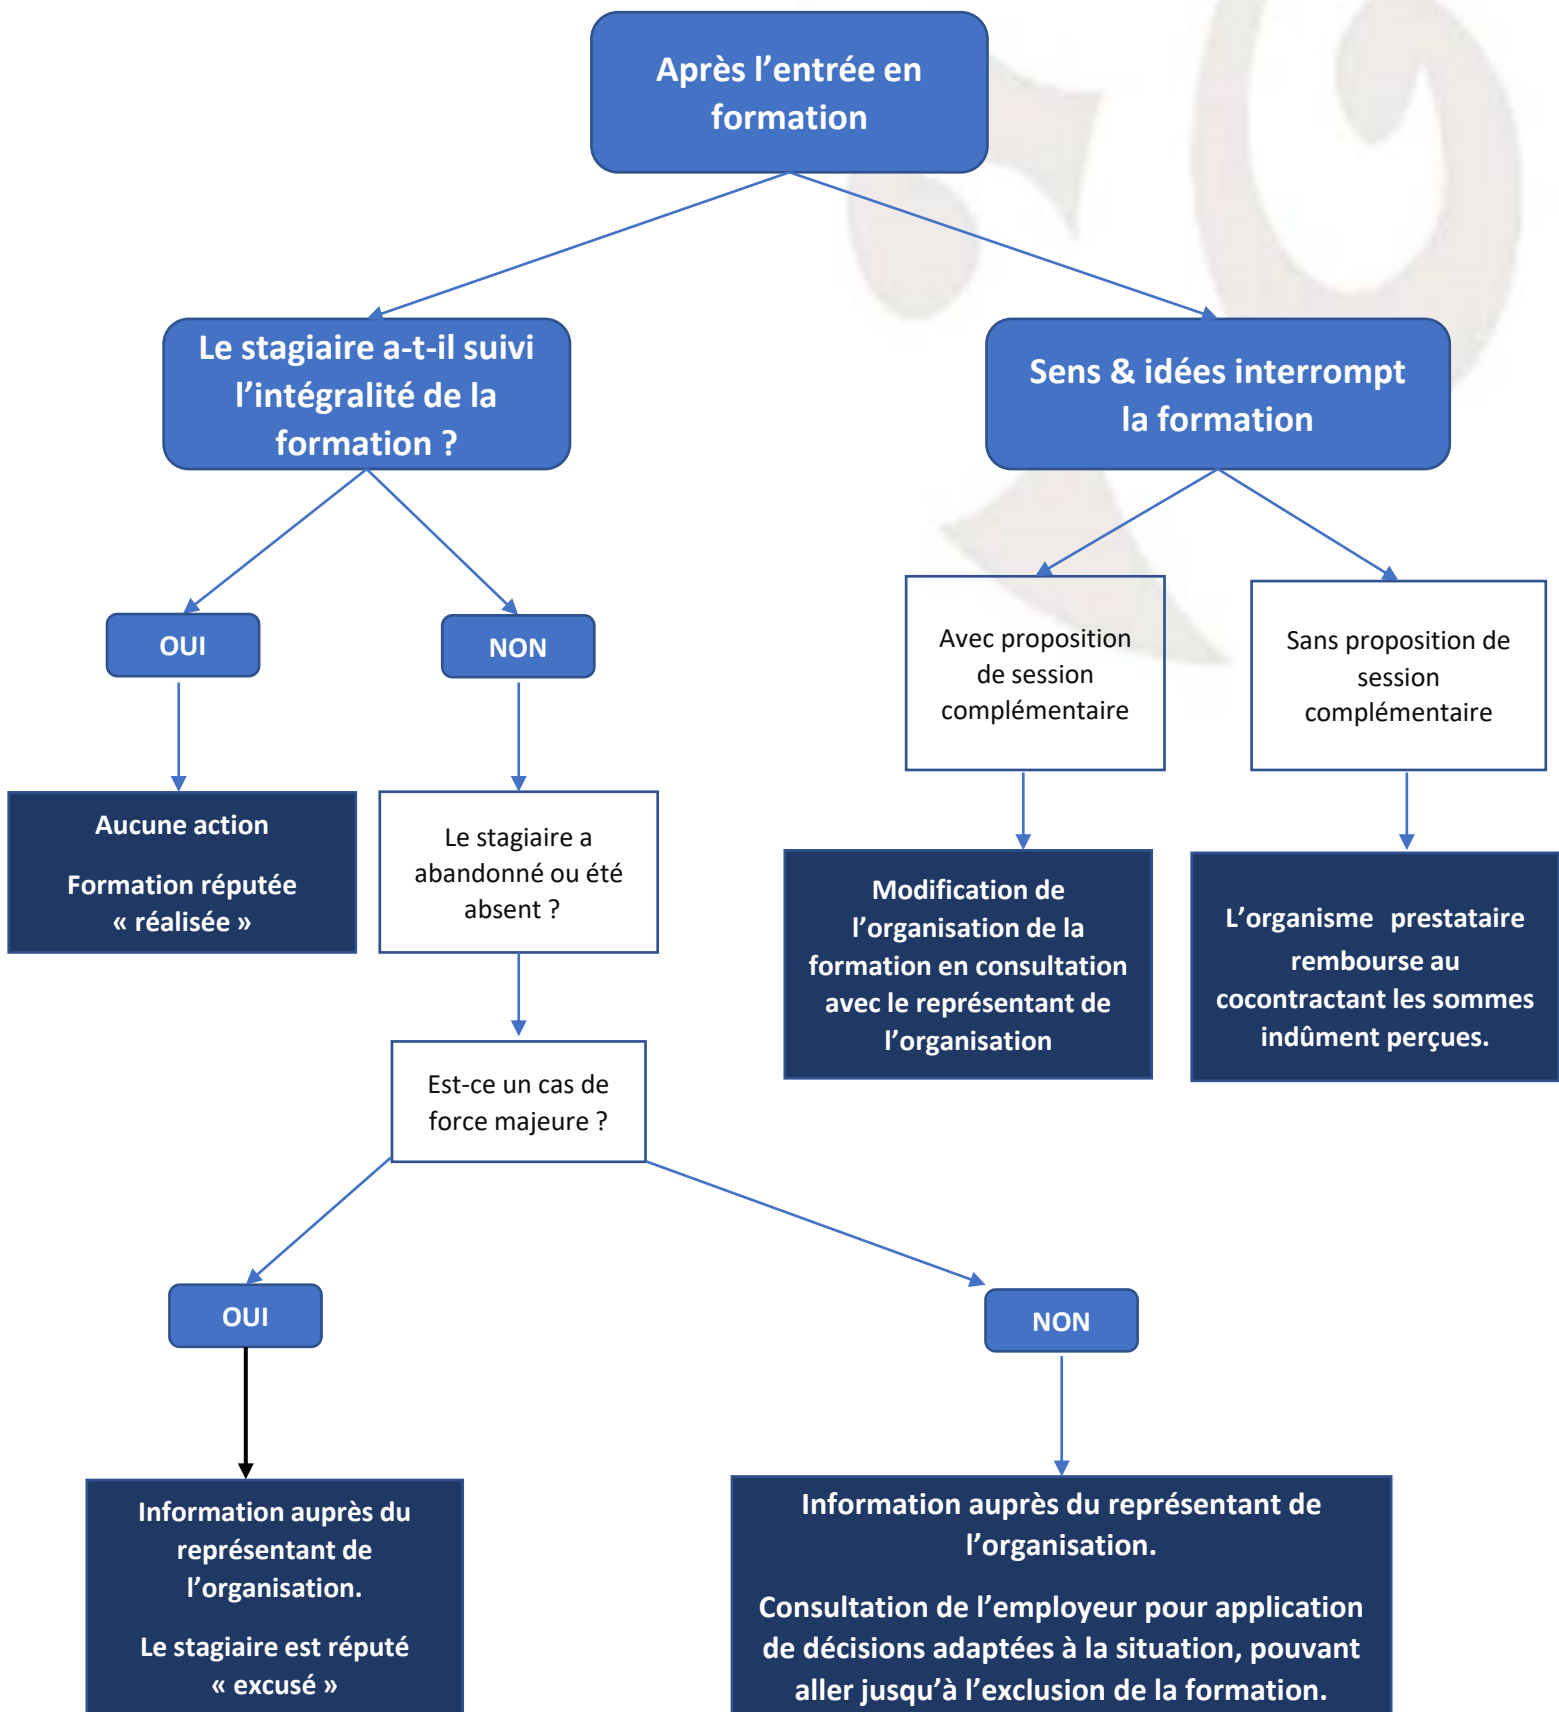 Après l'entrée en
formation
Le stagiaire a-t-il suivi
l'intégralité de la
formation ?
Sens & idées interrompt
la formation
OUI
NON
Avec proposition
de session
complémentaire
Sans proposition de
session
complémentaire
Aucune action
Formation réputée
« réalisée »
Le stagiaire a
abandonné ou été
absent ?
Modification de
l'organisation de la
formation en consultation
avec le représentant de
l'organisation
L'organisme prestataire
rembourse au
cocontractant les sommes
indûment perçues.
Est-ce un cas de
force majeure ?
OUI
NON
Information auprès du
représentant de
l'organisation.
Le stagiaire est réputé
« excusé »
Information auprès du représentant de
l'organisation.
Consultation de l'employeur pour application
de décisions adaptées à la situation, pouvant
aller jusqu'à l'exclusion de la formation.